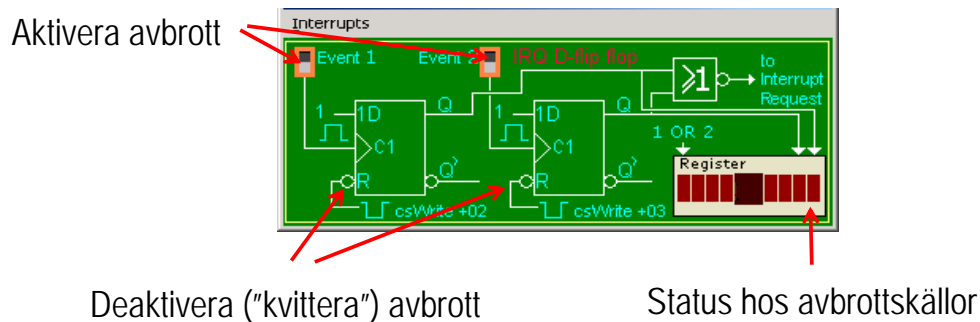 Interrupts
Aktivera avbrott
Event 1
Event 2
IRQ D-flip flop
≥1
to
Interrupt
Request
1
1D
Q
C1
Q'
R
csWrite +02
1
1D
Q
C1
Q'
R
csWrite +03
1 OR 2
Register
Deaktivera ("kvittera") avbrott
Status hos avbrottskällor